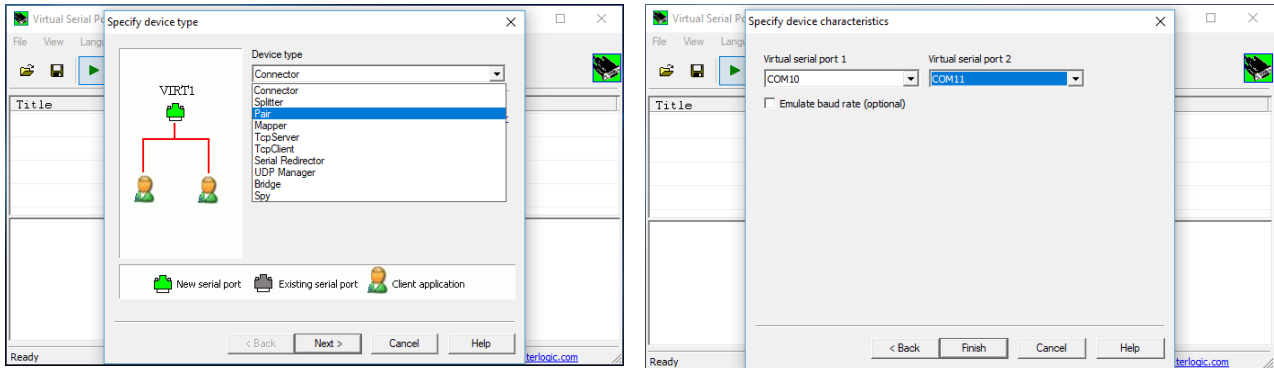 Virtual Serial Po
Specify device type
File View Langu
Device type
Connector
VIRT1
Title
Connector
Splitter
Pair
Mapper
TcpServer
TcpClient
Serial Redirector
UDP Manager
Bridge
Spy
New serial port Existing serial port Client application
< Back Next > Cancel Help
Ready
terlogic.com
Virtual Serial Po
Specify device characteristics
File View Langu
Virtual serial port 1 Virtual serial port 2
COM10 COM11
Title
Emulate baud rate (optional)
< Back Finish Cancel Help
Ready
terlogic.com